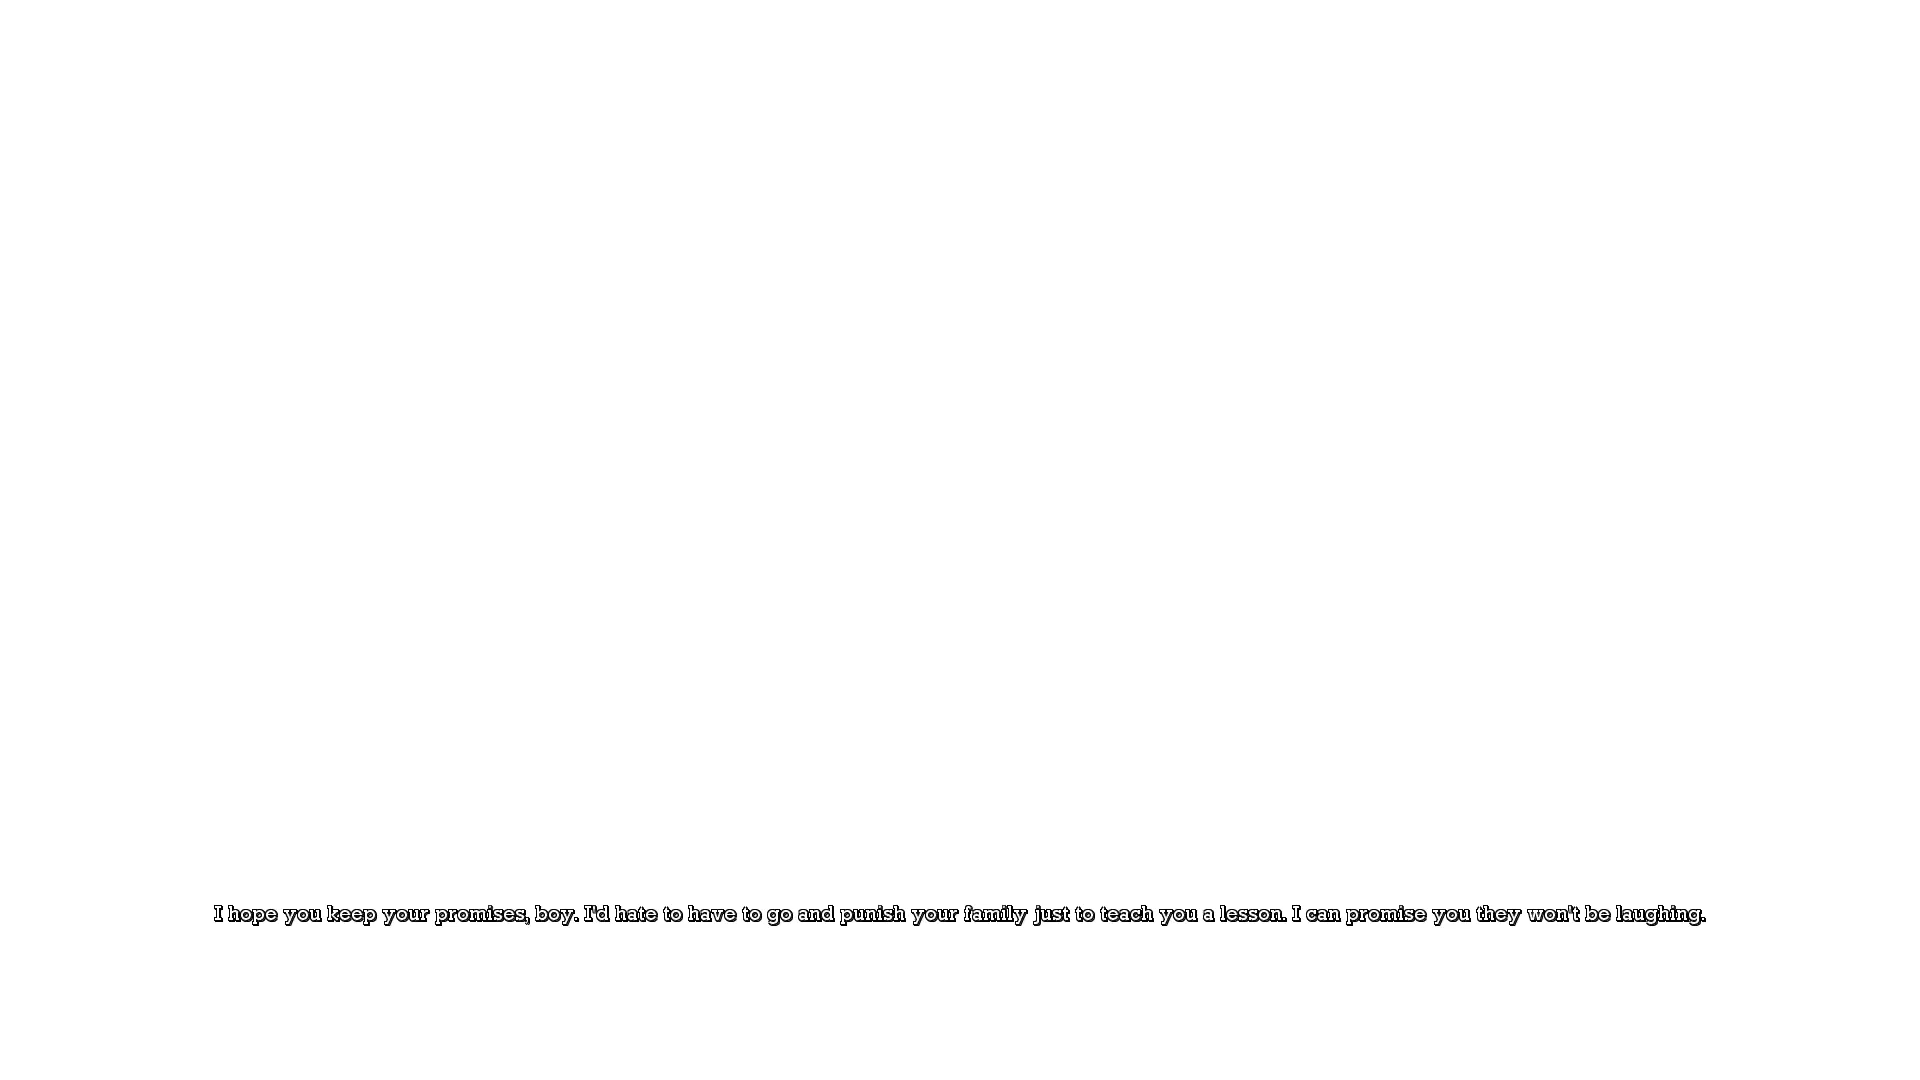 I hope you keep your promises, boy. I'd hate to have to go and punish your family just to teach you a lesson. I can promise you they won't be laughing.